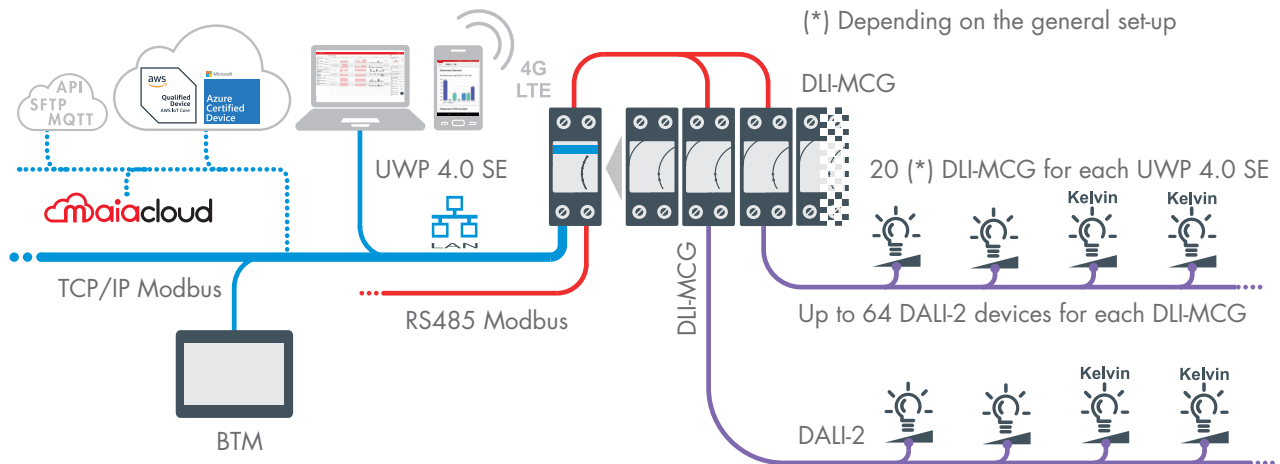 (*) Depending on the general set-up
API
SFTP
MQTT
aws
Qualified
Device
AWS IoT Core
Microsoft
Azure
Certified
Device
4G
LTE
DLI-MCG
UWP 4.0 SE
20 (*) DLI-MCG for each UWP 4.0 SE
maiacloud
LAN
Kelvin
Kelvin
TCP/IP Modbus
RS485 Modbus
DLI-MCG
Up to 64 DALI-2 devices for each DLI-MCG
Kelvin
Kelvin
BTM
DALI-2